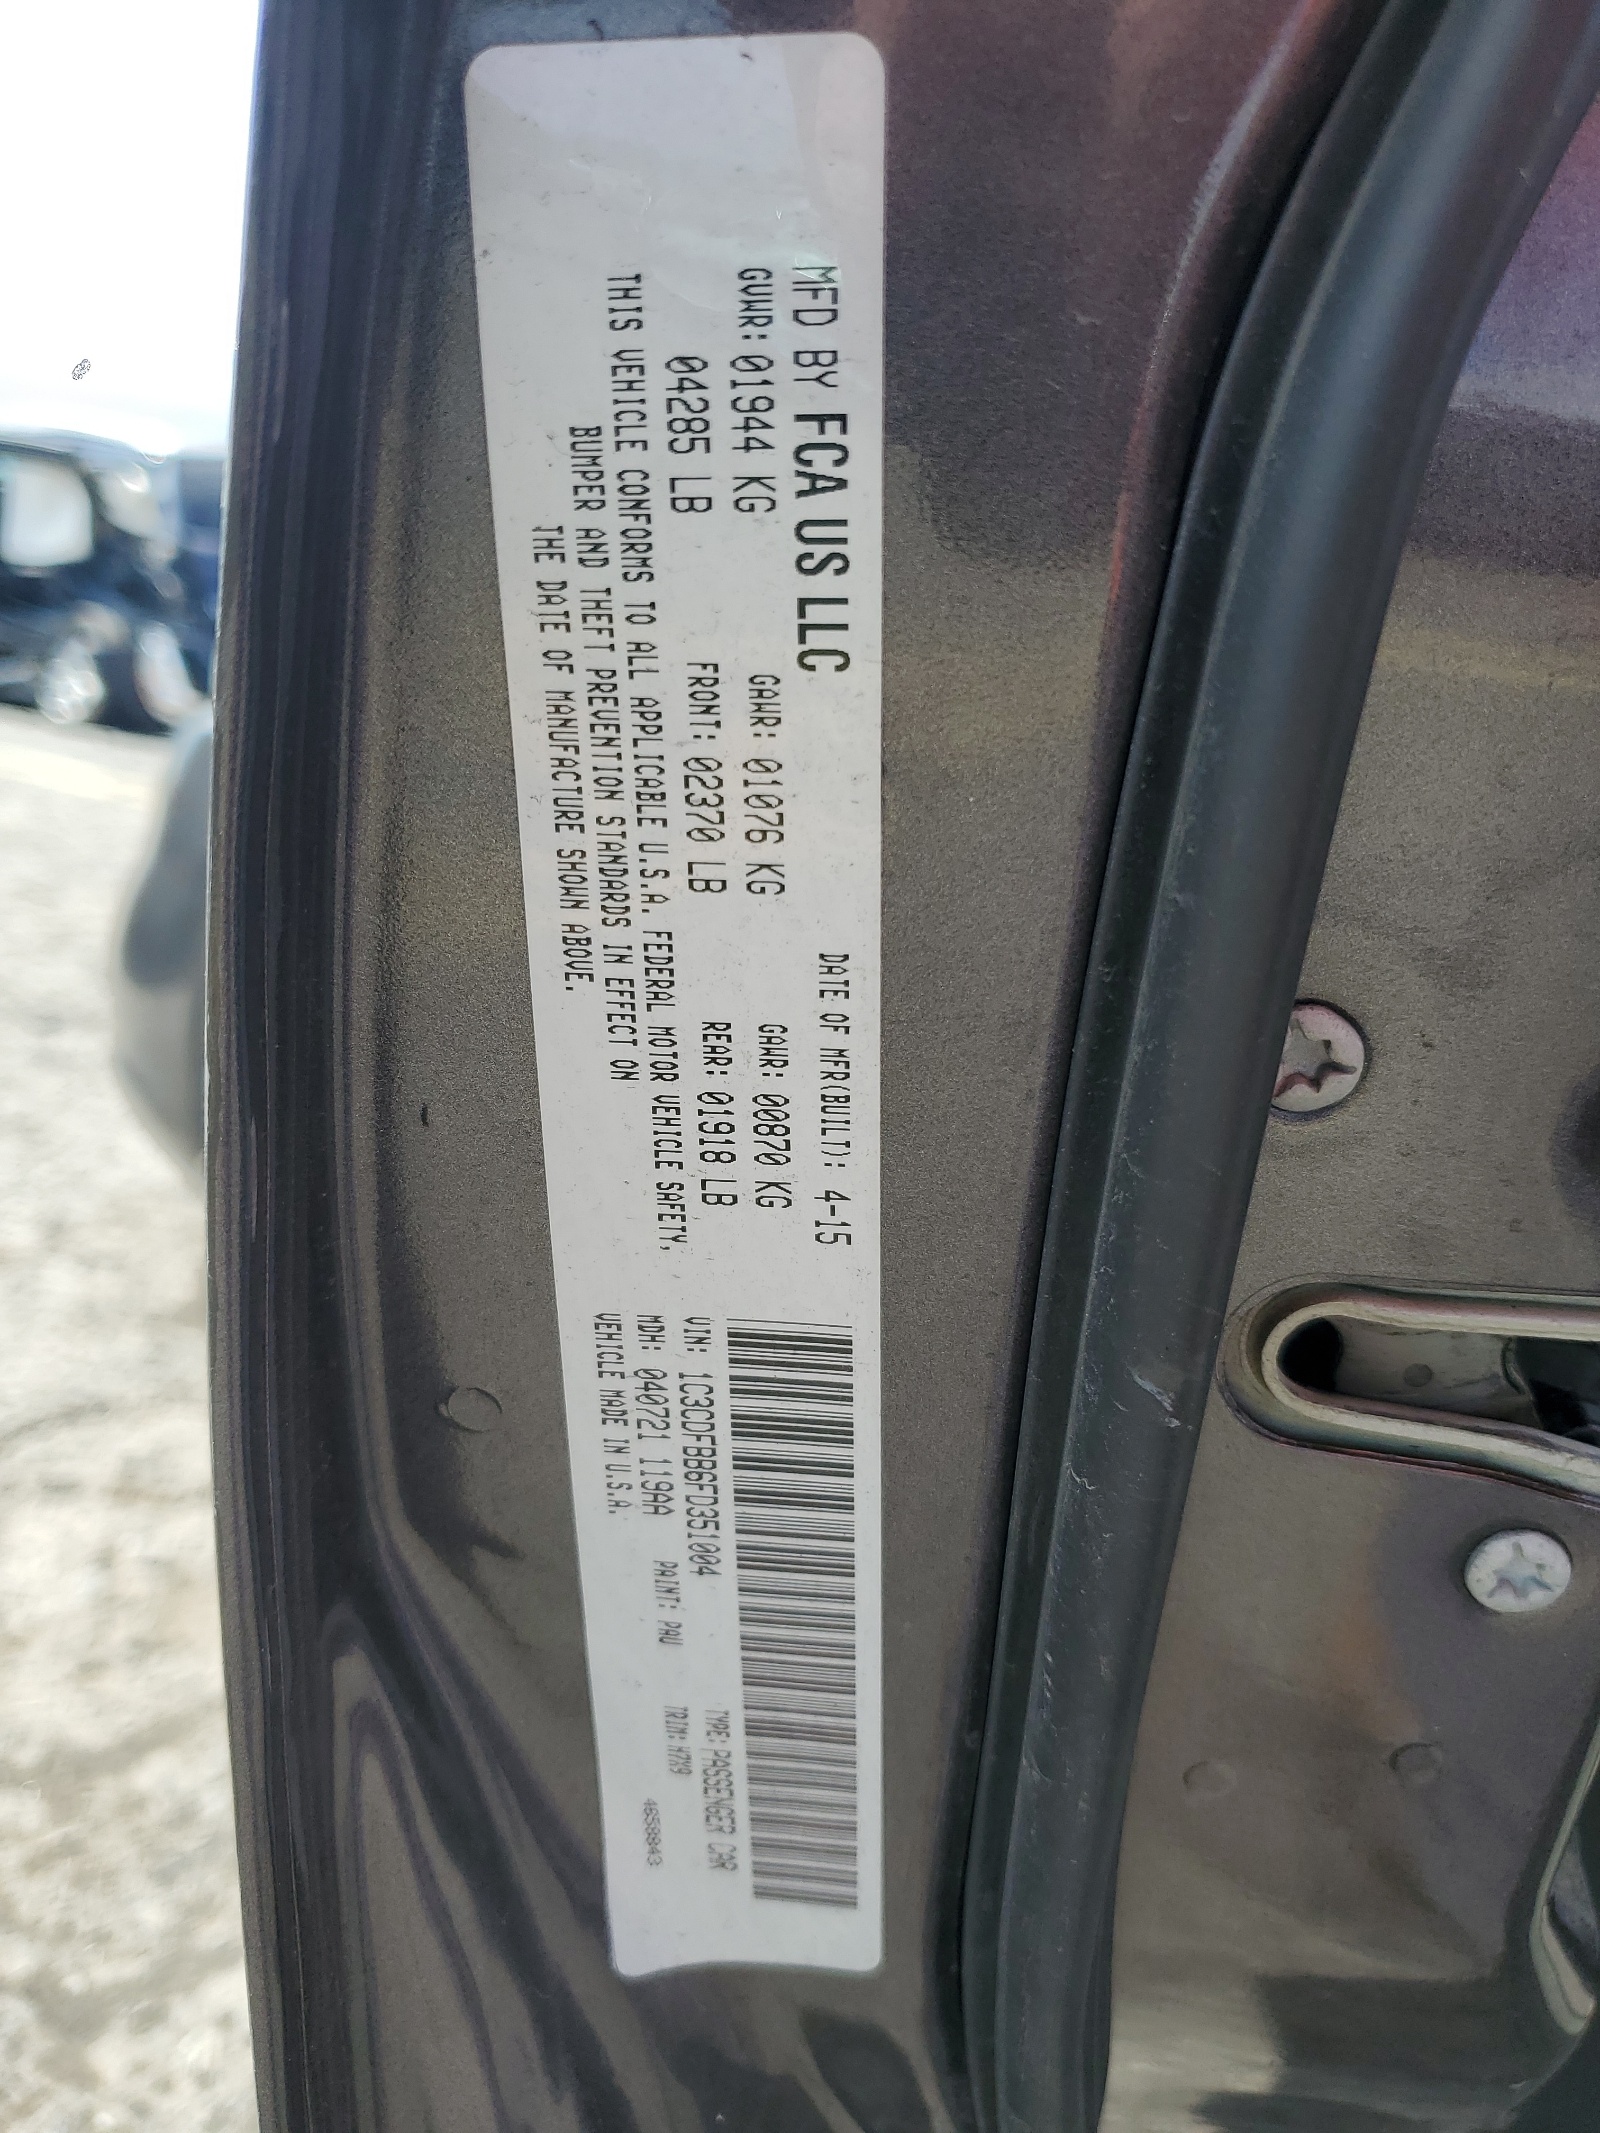 MFD BY FCA US LLC
DATE OF MFR(BUILT): 4-15
GVWR: 01944 KG
GAWR: 01076 KG
GAWR: 00870 KG
04285 LB
FRONT: 02370 LB
REAR: 01918 LB
THIS VEHICLE CONFORMS TO ALL APPLICABLE U.S.A. FEDERAL MOTOR VEHICLE SAFETY,
BUMPER AND THEFT PREVENTION STANDARDS IN EFFECT ON
THE DATE OF MANUFACTURE SHOWN ABOVE.
VIN: 1C3CDFBB6FD351004
TYPE: PASSENGER CAR
MDH: 040721 119AA
PAINT: PAU
TRIM: H7X9
VEHICLE MADE IN U.S.A.
4658843